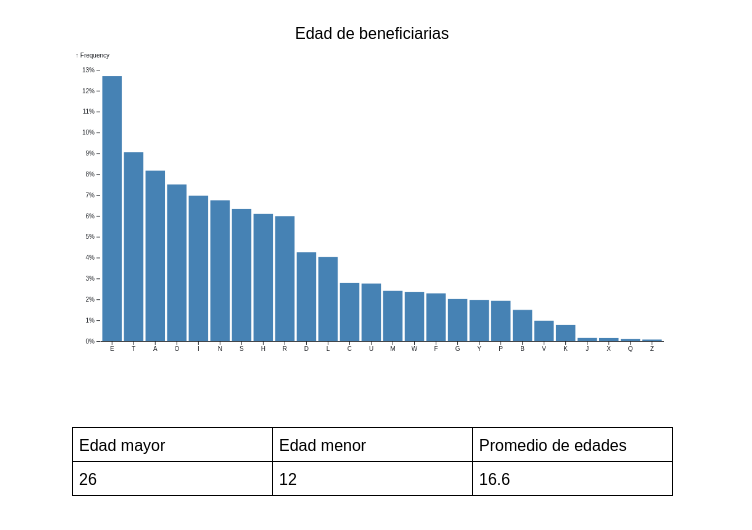 Edad de beneficiarias
↑ Frequency
13%
12%
11%
10%
9%
8%
7%
6%
5%
4%
3%
2%
1%
0%
E T A O I N S H R D L C U M W F G Y P B V K J X Q Z
Edad mayor Edad menor Promedio de edades
26 12 16.6